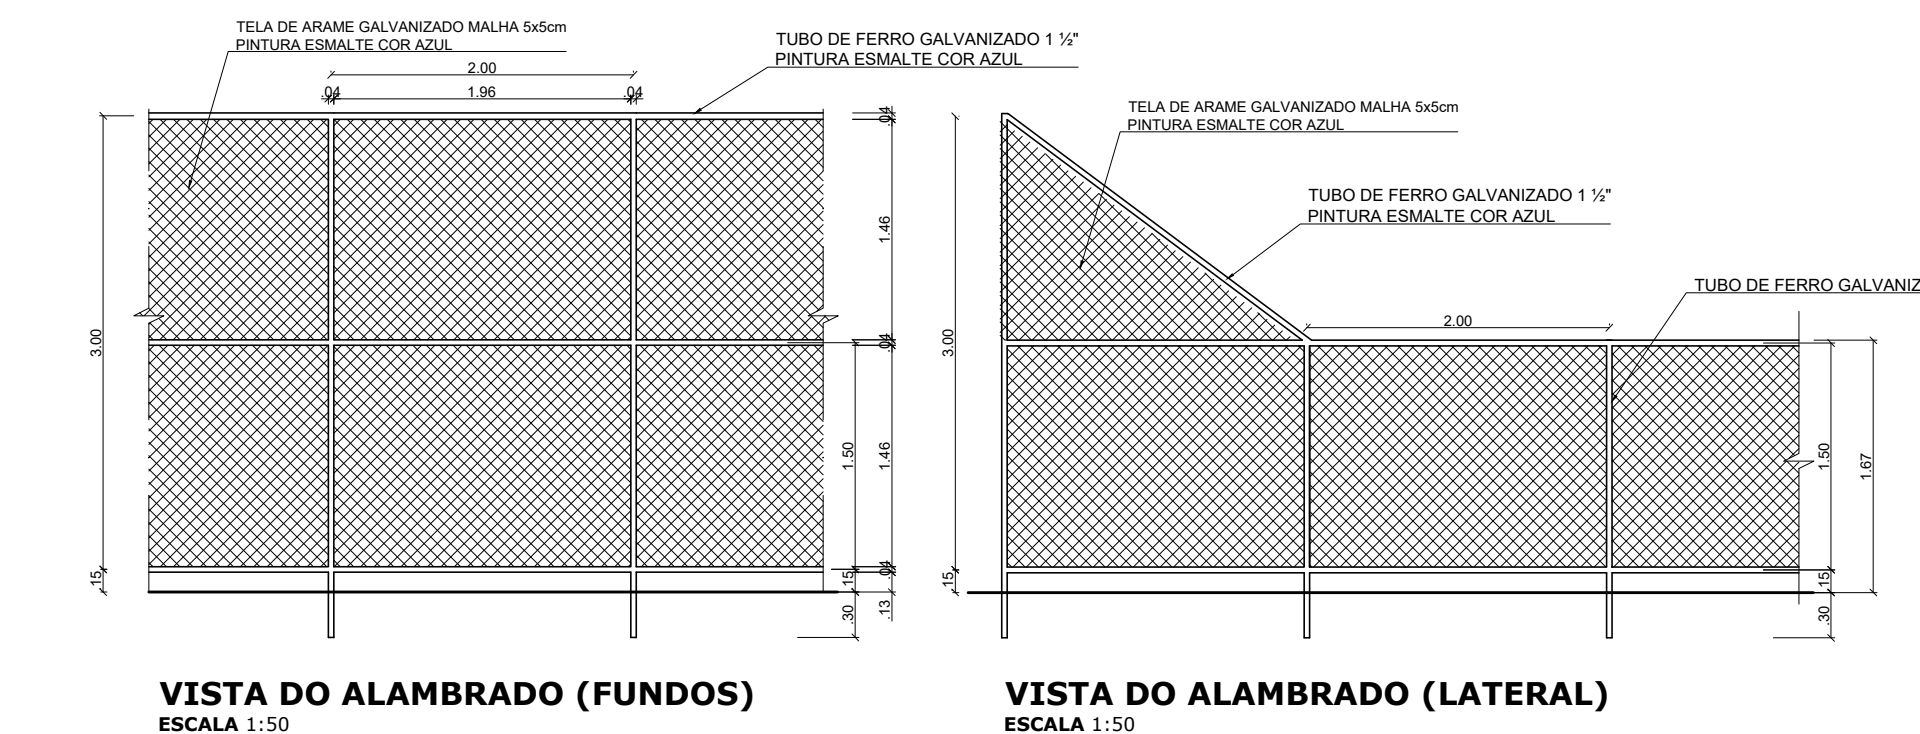 TELA DE ARAME GALVANIZADO MALHA 5x5cm
PINTURA ESMALTE COR AZUL
TUBO DE FERRO GALVANIZADO 1 ½"
PINTURA ESMALTE COR AZUL
2.00
.04
1.96
.04
3.00
.15
.04
1.46
.04
1.50
1.46
.15
.04
.30
.13
VISTA DO ALAMBRADO (FUNDOS)
ESCALA 1:50
TELA DE ARAME GALVANIZADO MALHA 5x5cm
PINTURA ESMALTE COR AZUL
TUBO DE FERRO GALVANIZADO 1 ½"
PINTURA ESMALTE COR AZUL
TUBO DE FERRO GALVANIZ
2.00
3.00
.15
1.50
1.67
.15
.30
VISTA DO ALAMBRADO (LATERAL)
ESCALA 1:50